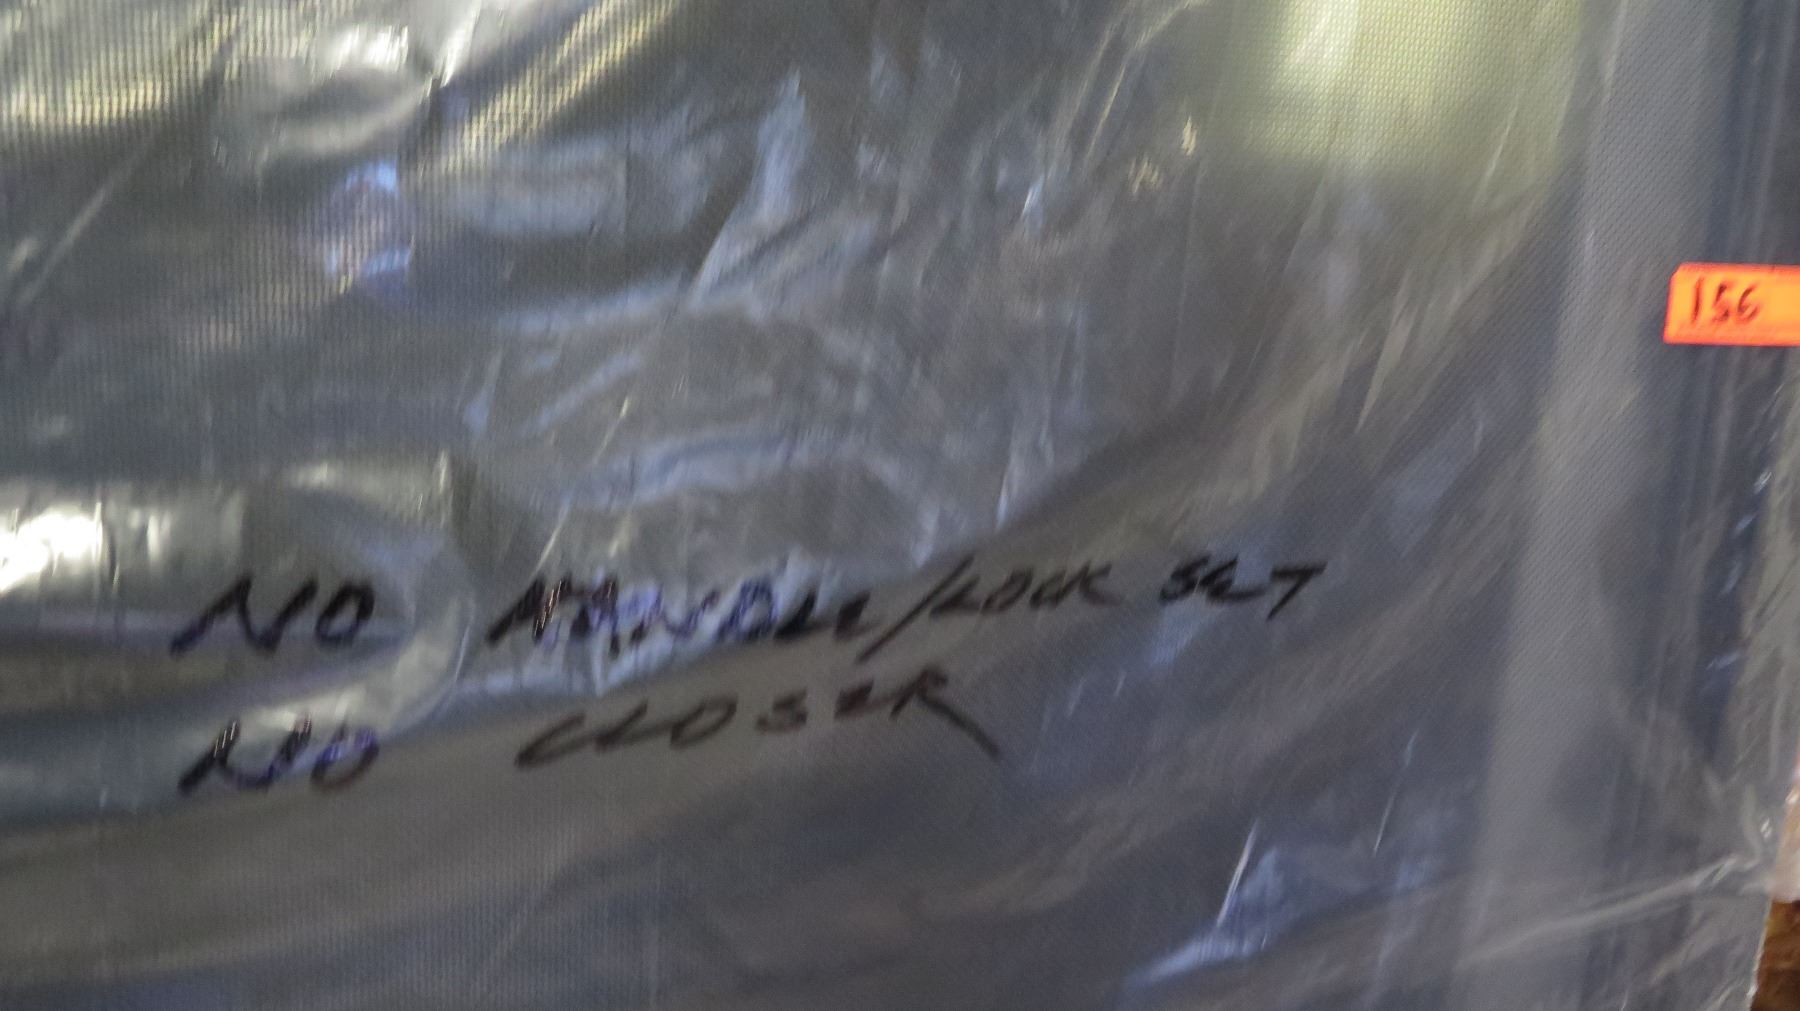 156
NO HANDLE/LOCK SET
NO CLOSER